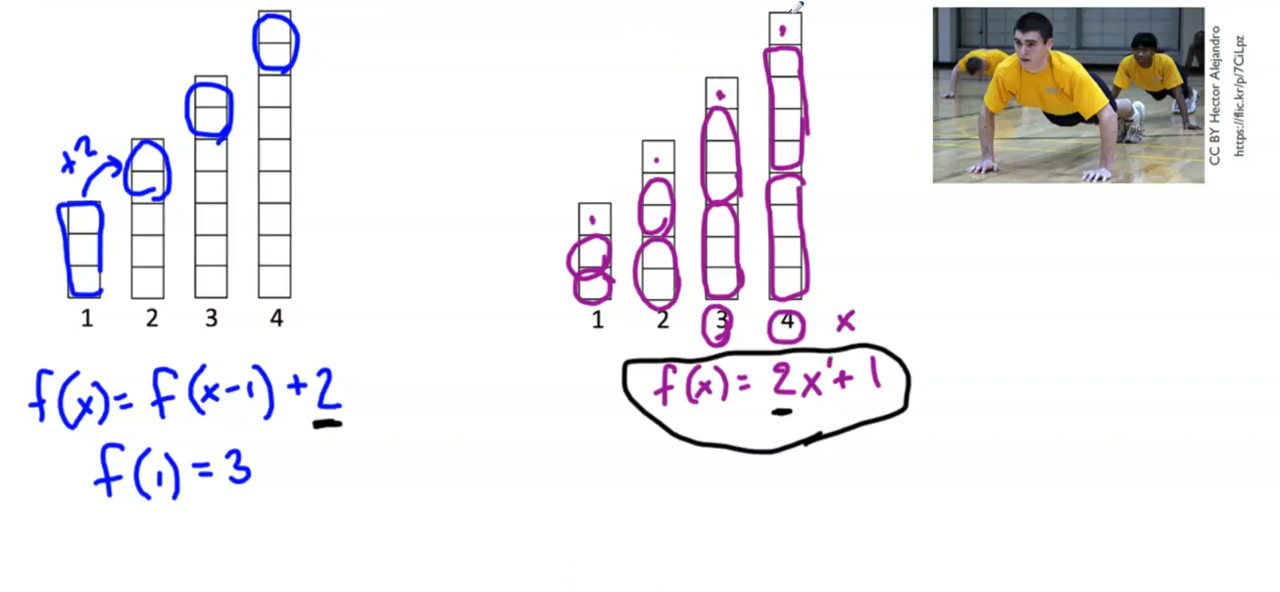 +2
1 2 3 4
f(x) = f(x-1) + 2
f(1) = 3
1 2 3 4 x
f(x) = 2x' + 1
CC BY Hector Alejandro
https://flic.kr/p/7CiLpz